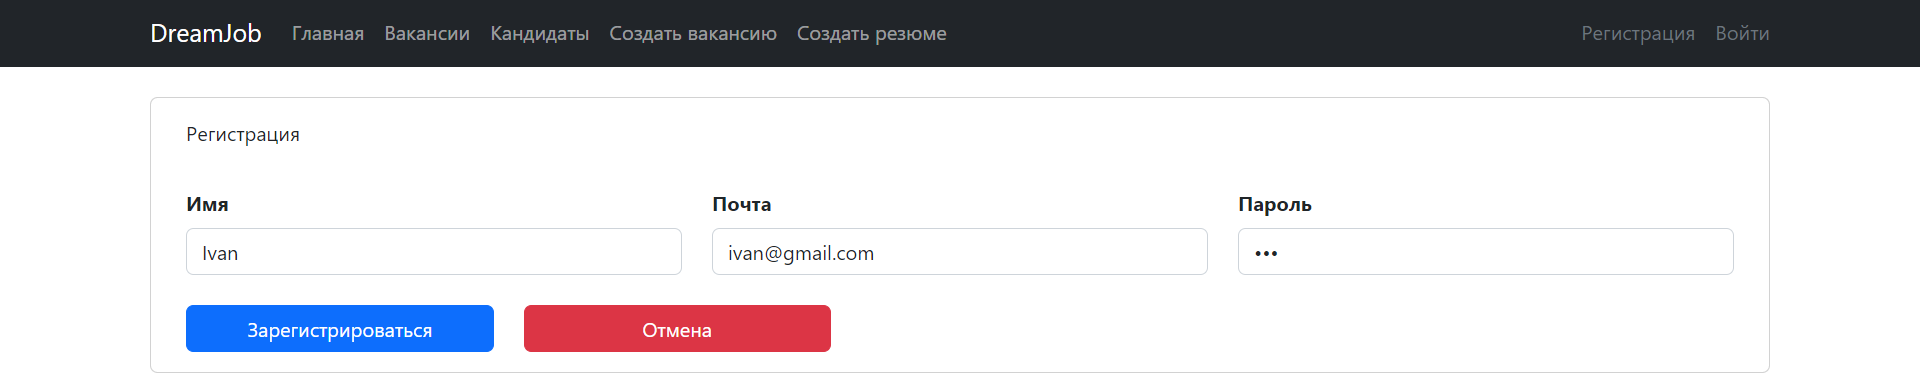 DreamJob Главная Вакансии Кандидаты Создать вакансию Создать резюме Регистрация Войти
Регистрация
Имя Почта Пароль
Ivan ivan@gmail.com •••
Зарегистрироваться Отмена